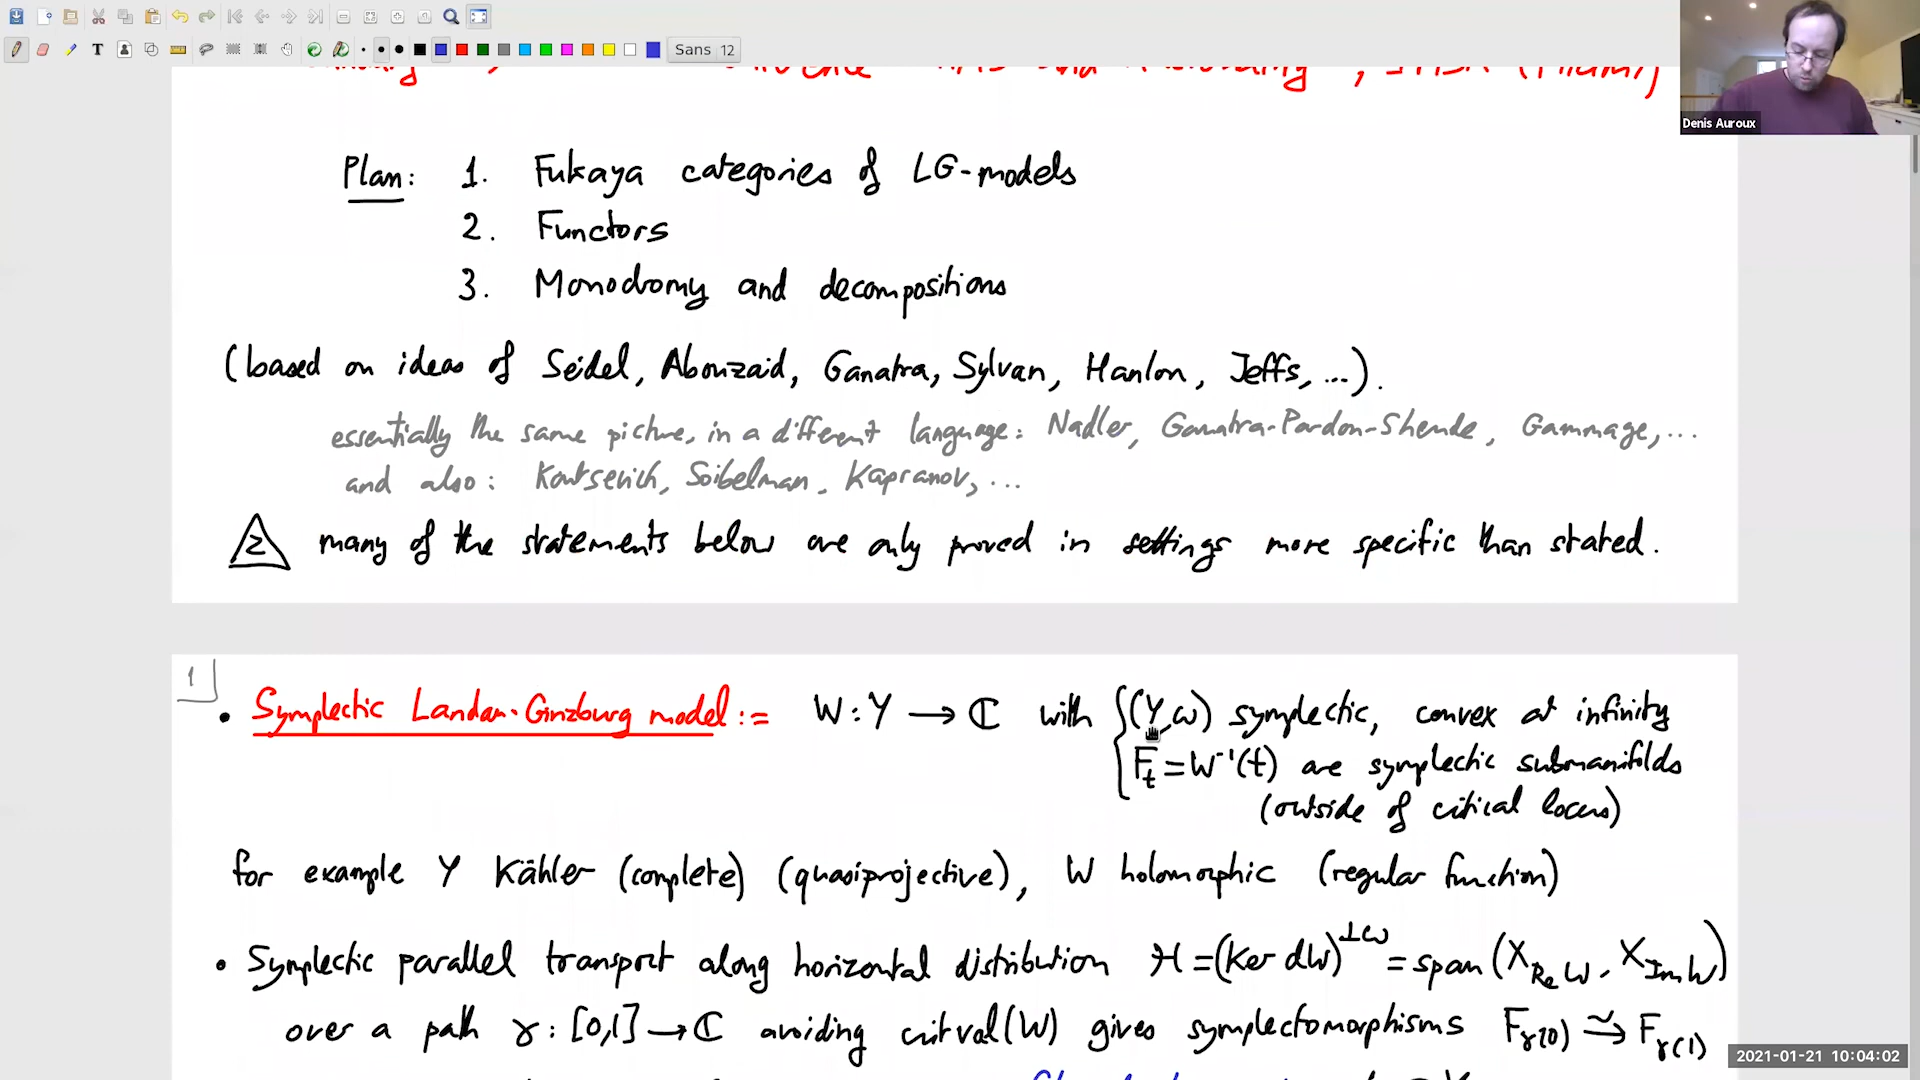 Sans 12
Denis Auroux
HMS and , IMSA (Miami)
Plan: 1. Fukaya categories of LG-models
2. Functors
3. Monodromy and decompositions
(based on ideas of Seidel, Abouzaid, Ganatra, Sylvan, Hanlon, Jeffs, ...).
essentially the same picture, in a different language: Nadler, Ganatra-Pardon-Shende, Gammage, ...
and also: Kontsevich, Soibelman, Kapranov, ...
Z many of the statements below are only proved in settings more specific than stated.
1
• Symplectic Landau-Ginzburg model := W: Y → ℂ with { (Y,ω) symplectic, convex at infinity
F_t = W⁻¹(t) are symplectic submanifolds
(outside of critical locus)
for example Y Kähler (complete) (quasiprojective), W holomorphic (regular function)
• Symplectic parallel transport along horizontal distribution H = (Ker dW)^⊥ω = span (X_Re W, X_Im W)
over a path γ: [0,1] → ℂ avoiding critval(W) gives symplectomorphisms F_γ(0) ≃→ F_γ(1)
2021-01-21 10:04:02